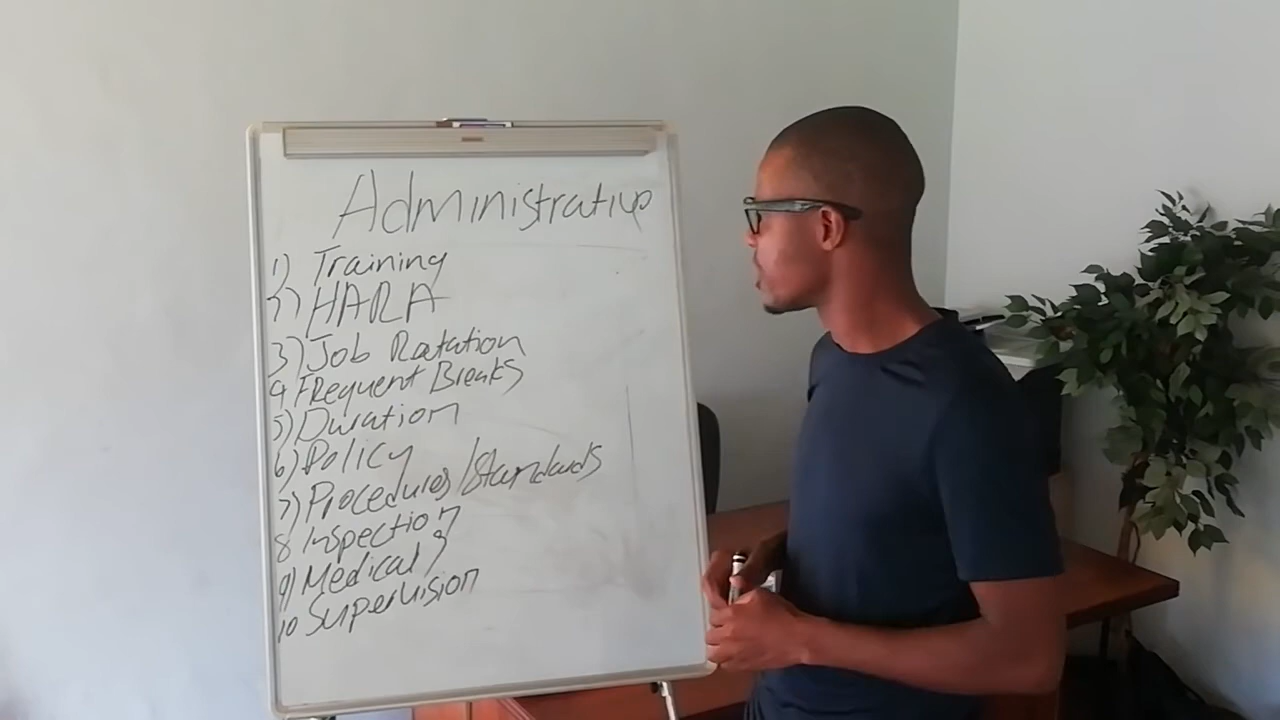 Administrative
1) Training
2) HARA
3) Job Rotation
4 Frequent Breaks
5) Duration
6) Policy
7) Procedures/Standards
8 Inspection
9) Medical
10 Supervision